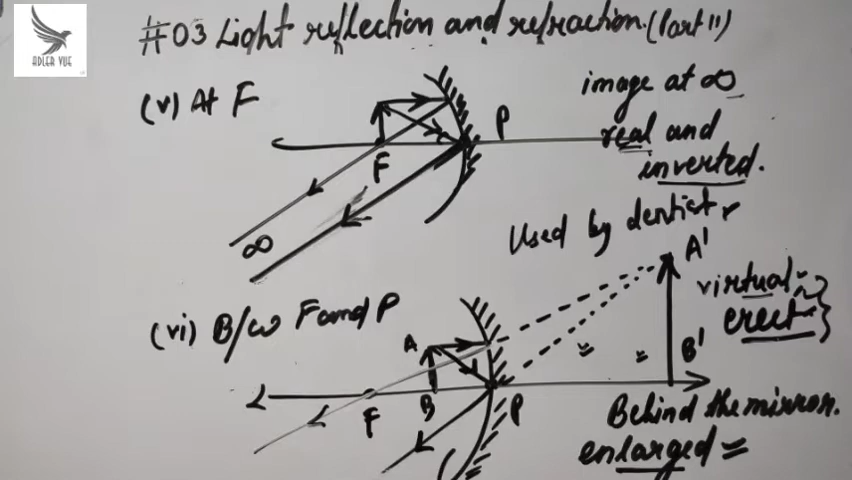 ADLER VUE
#03 Light reflection and refraction. (Part 11)
(v) At F
image at ∞
real and
inverted.
P
F
∞
Used by dentist
(vi) B/w F and P
A'
virtual
erect
A
B'
F
B
P
Behind the mirror.
enlarged =